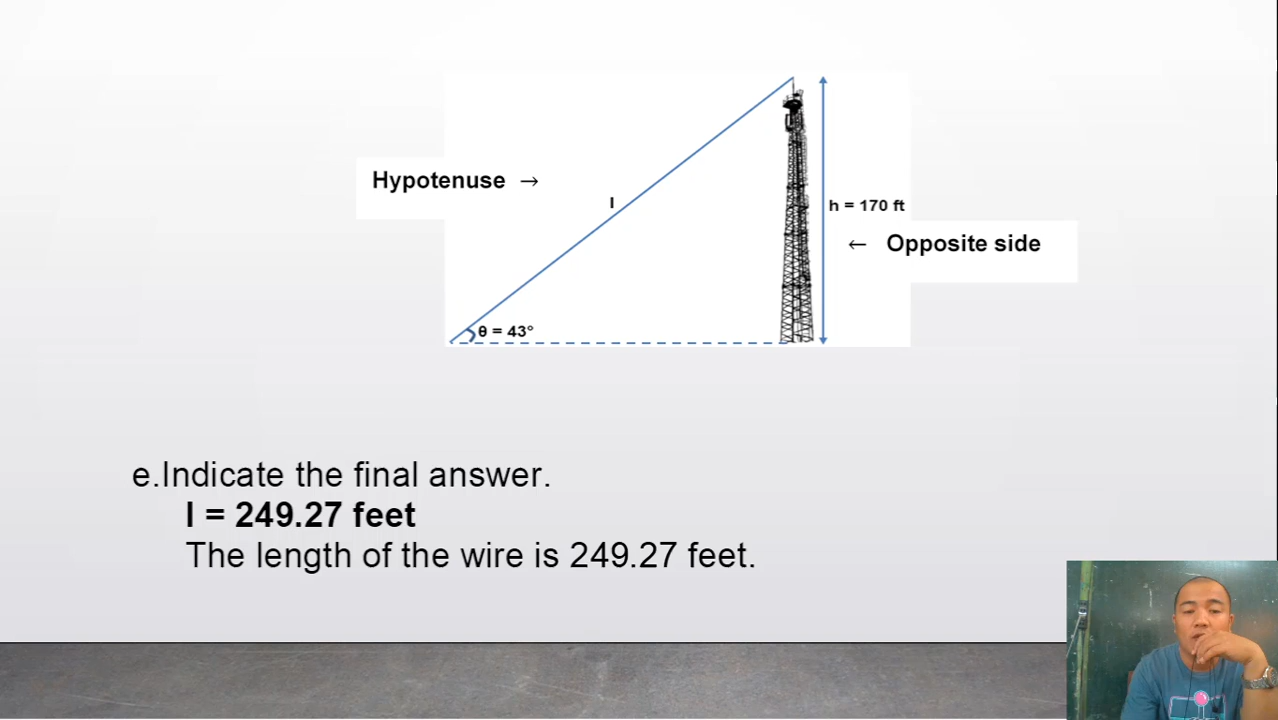 Hypotenuse →
l
h = 170 ft
← Opposite side
θ = 43°
e.Indicate the final answer.
l = 249.27 feet
The length of the wire is 249.27 feet.